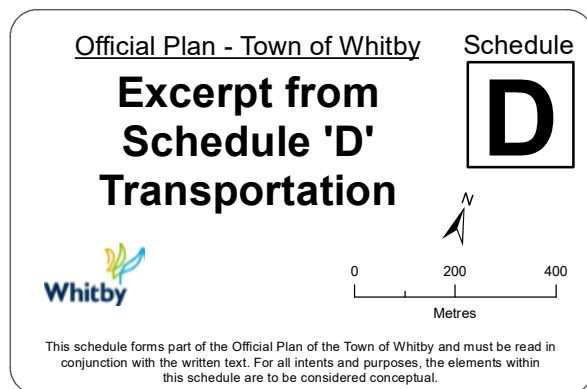 Official Plan - Town of Whitby
Schedule
Excerpt from
Schedule 'D'
Transportation
D
N
Whitby
0 200 400
Metres
This schedule forms part of the Official Plan of the Town of Whitby and must be read in
conjunction with the written text. For all intents and purposes, the elements within
this schedule are to be considered conceptual.